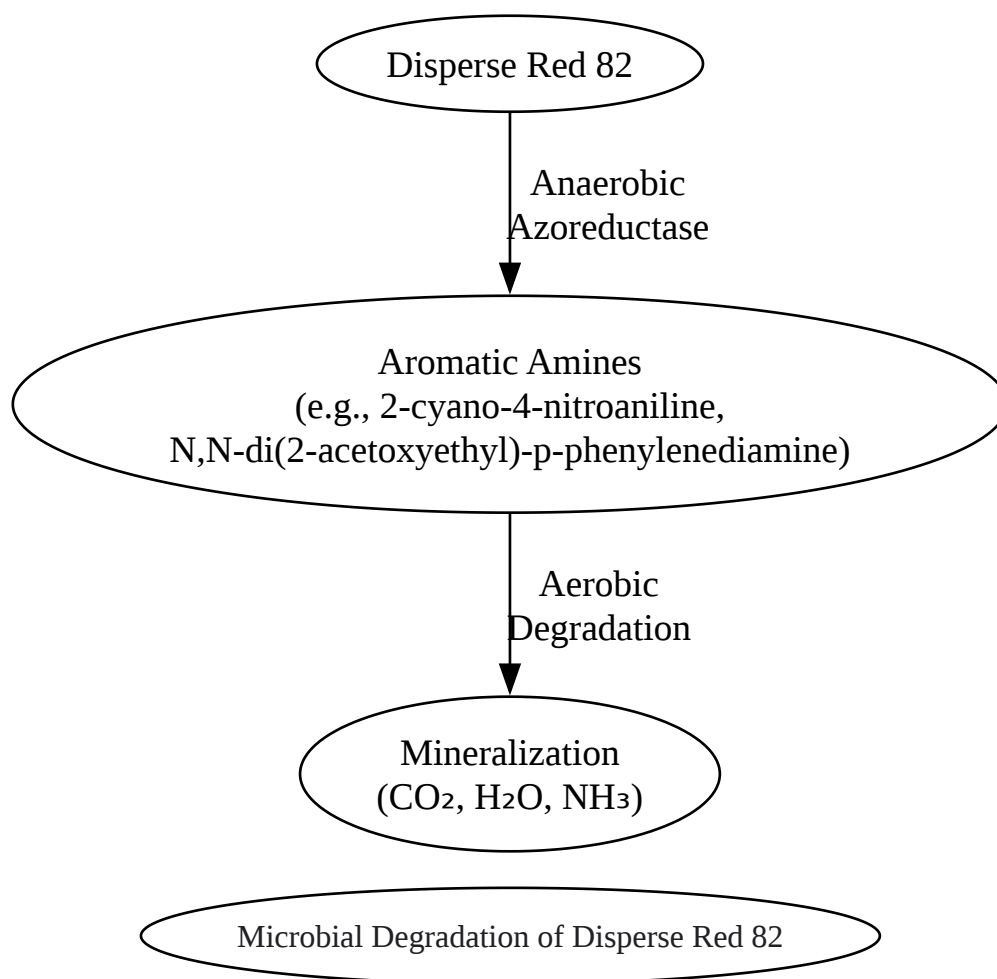 Disperse Red 82
Anaerobic
Azoreductase
Aromatic Amines
(e.g., 2-cyano-4-nitroaniline,
N,N-di(2-acetoxyethyl)-p-phenylenediamine)
Aerobic
Degradation
Mineralization
(CO₂, H₂O, NH₃)
Microbial Degradation of Disperse Red 82